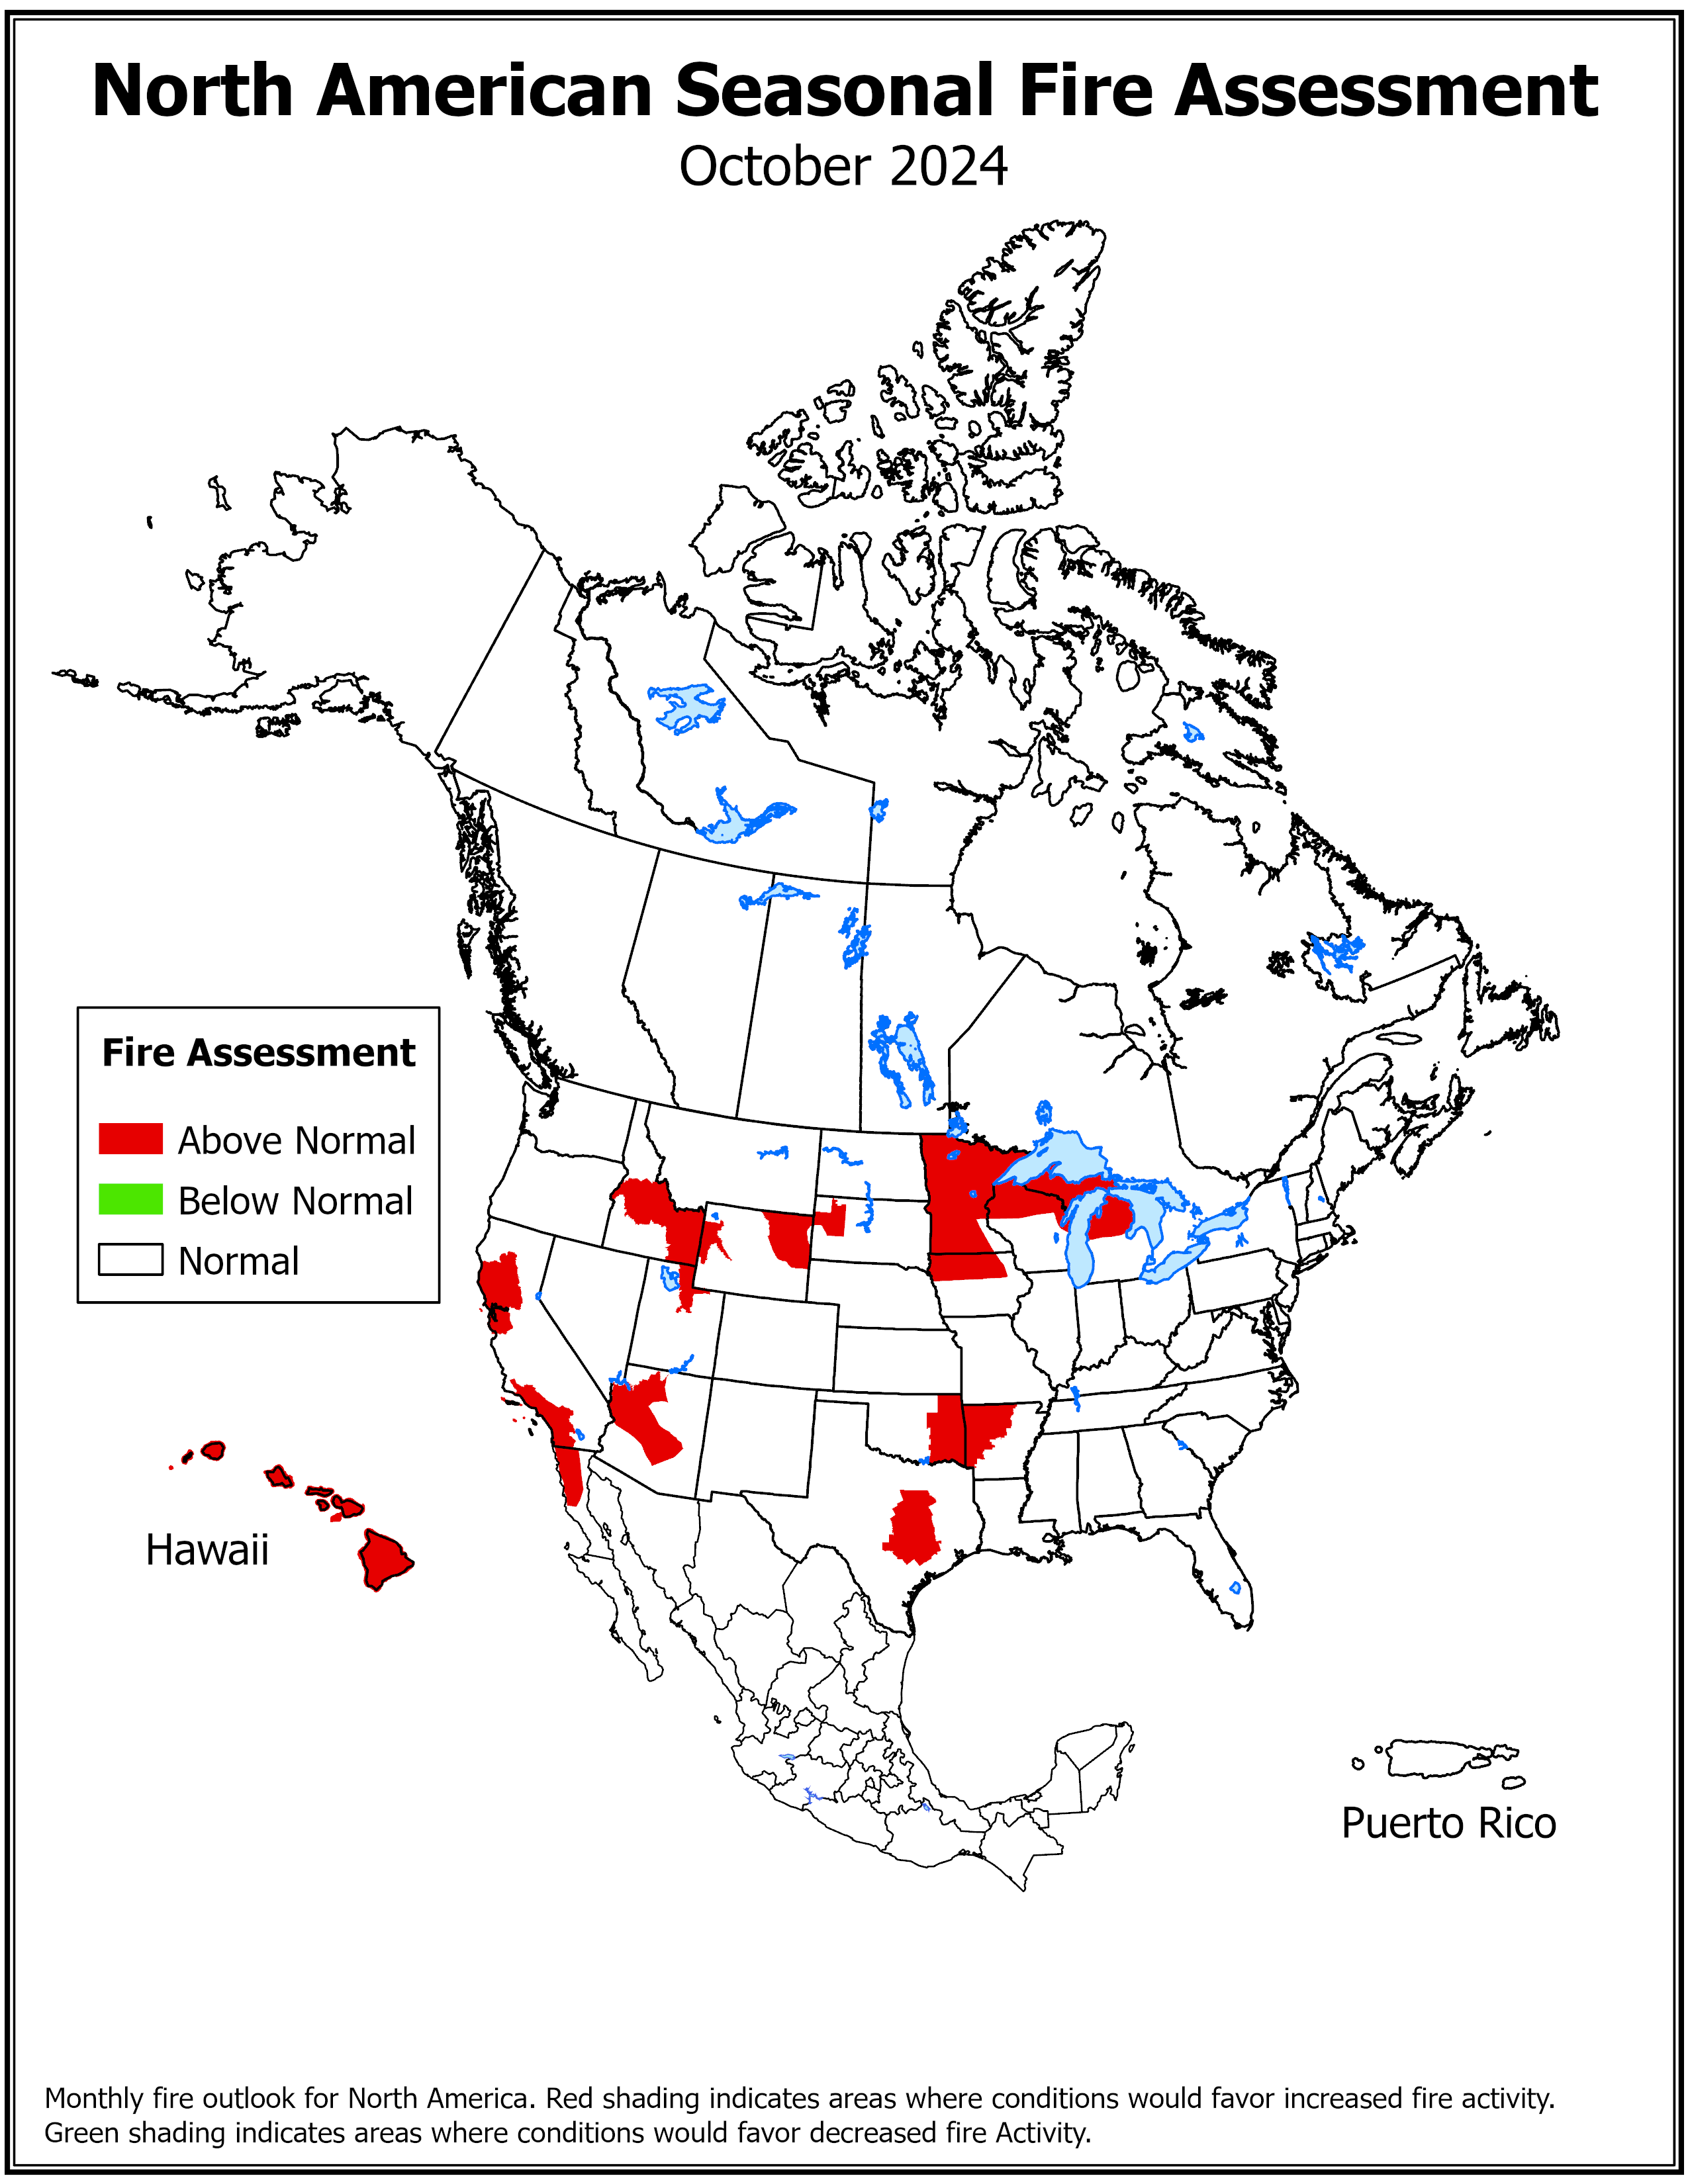 North American Seasonal Fire Assessment
October 2024
Fire Assessment
Above Normal
Below Normal
Normal
Hawaii
Puerto Rico
Monthly fire outlook for North America. Red shading indicates areas where conditions would favor increased fire activity.
Green shading indicates areas where conditions would favor decreased fire Activity.